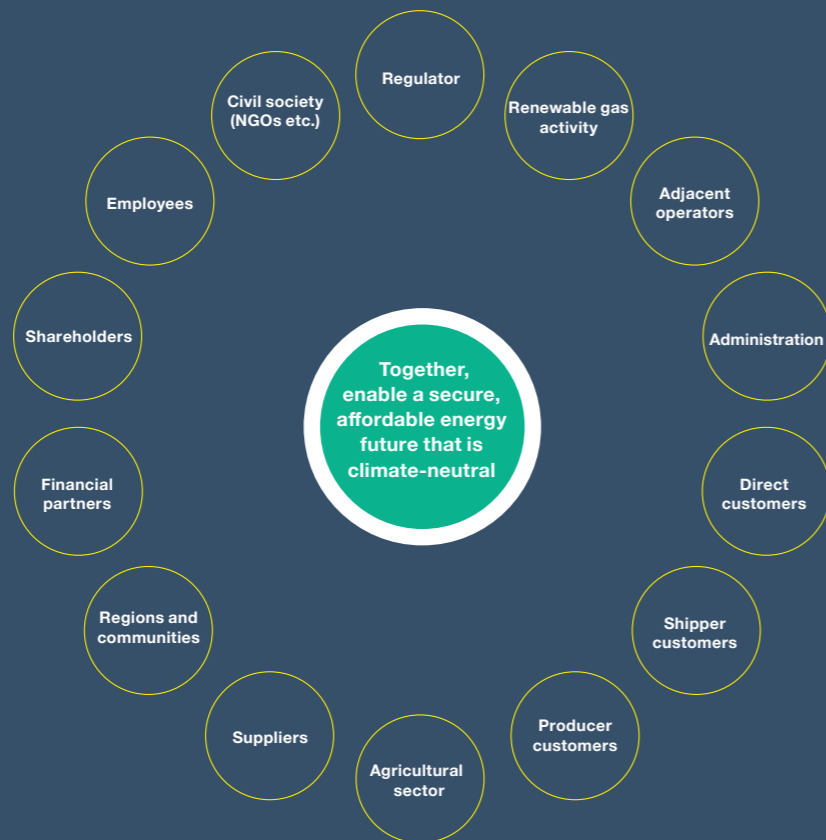 Regulator
Renewable gas
activity
Adjacent
operators
Administration
Direct
customers
Shipper
customers
Producer
customers
Agricultural
sector
Suppliers
Regions and
communities
Financial
partners
Shareholders
Employees
Civil society
(NGOs etc.)
Together,
enable a secure,
affordable energy
future that is
climate-neutral